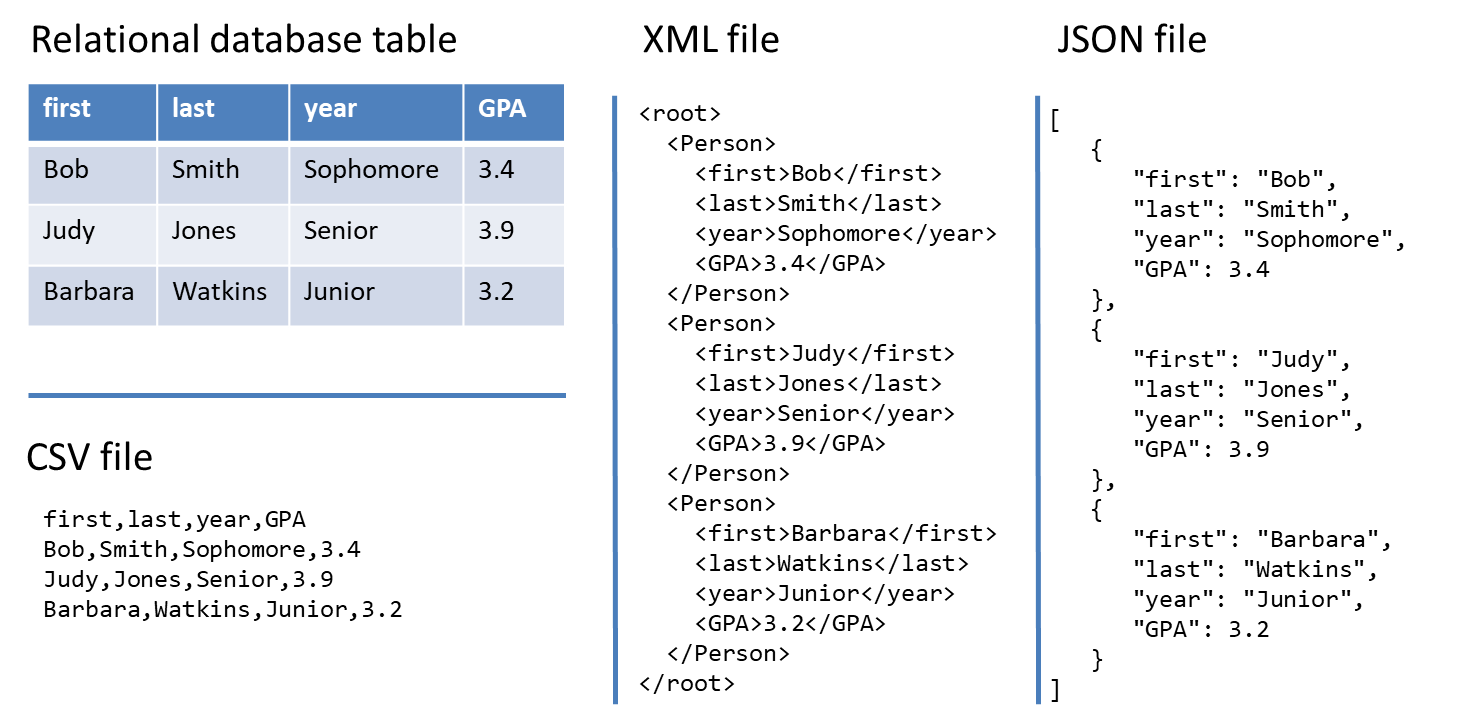 Relational database table
first last year GPA
Bob Smith Sophomore 3.4
Judy Jones Senior 3.9
Barbara Watkins Junior 3.2
CSV file
first,last,year,GPA
Bob,Smith,Sophomore,3.4
Judy,Jones,Senior,3.9
Barbara,Watkins,Junior,3.2
XML file
<root>
  <Person>
    <first>Bob</first>
    <last>Smith</last>
    <year>Sophomore</year>
    <GPA>3.4</GPA>
  </Person>
  <Person>
    <first>Judy</first>
    <last>Jones</last>
    <year>Senior</year>
    <GPA>3.9</GPA>
  </Person>
  <Person>
    <first>Barbara</first>
    <last>Watkins</last>
    <year>Junior</year>
    <GPA>3.2</GPA>
  </Person>
</root>
JSON file
[
   {
      "first": "Bob",
      "last": "Smith",
      "year": "Sophomore",
      "GPA": 3.4
   },
   {
      "first": "Judy",
      "last": "Jones",
      "year": "Senior",
      "GPA": 3.9
   },
   {
      "first": "Barbara",
      "last": "Watkins",
      "year": "Junior",
      "GPA": 3.2
   }
]